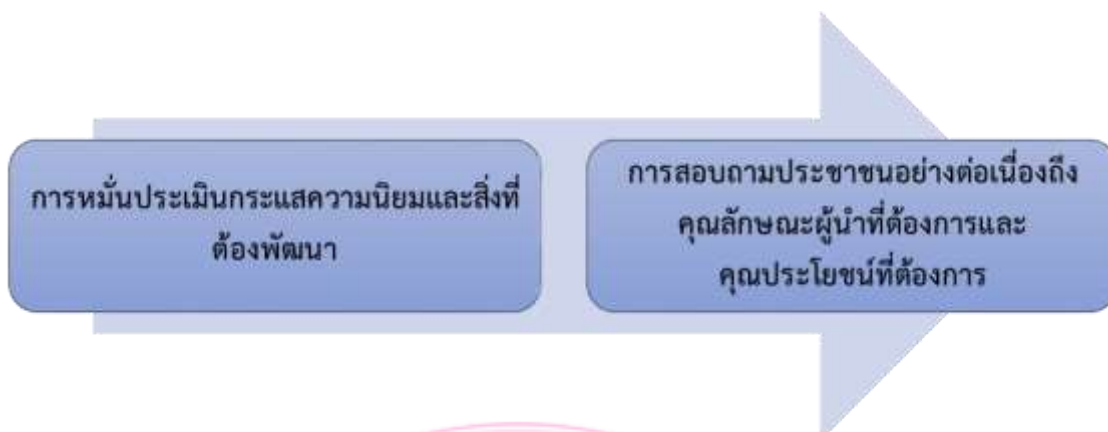 การหมั่นประเมินกระแสความนิยมและสิ่งที่
ต้องพัฒนา
การสอบถามประชาชนอย่างต่อเนื่องถึง
คุณลักษณะผู้นำที่ต้องการและ
คุณประโยชน์ที่ต้องการ